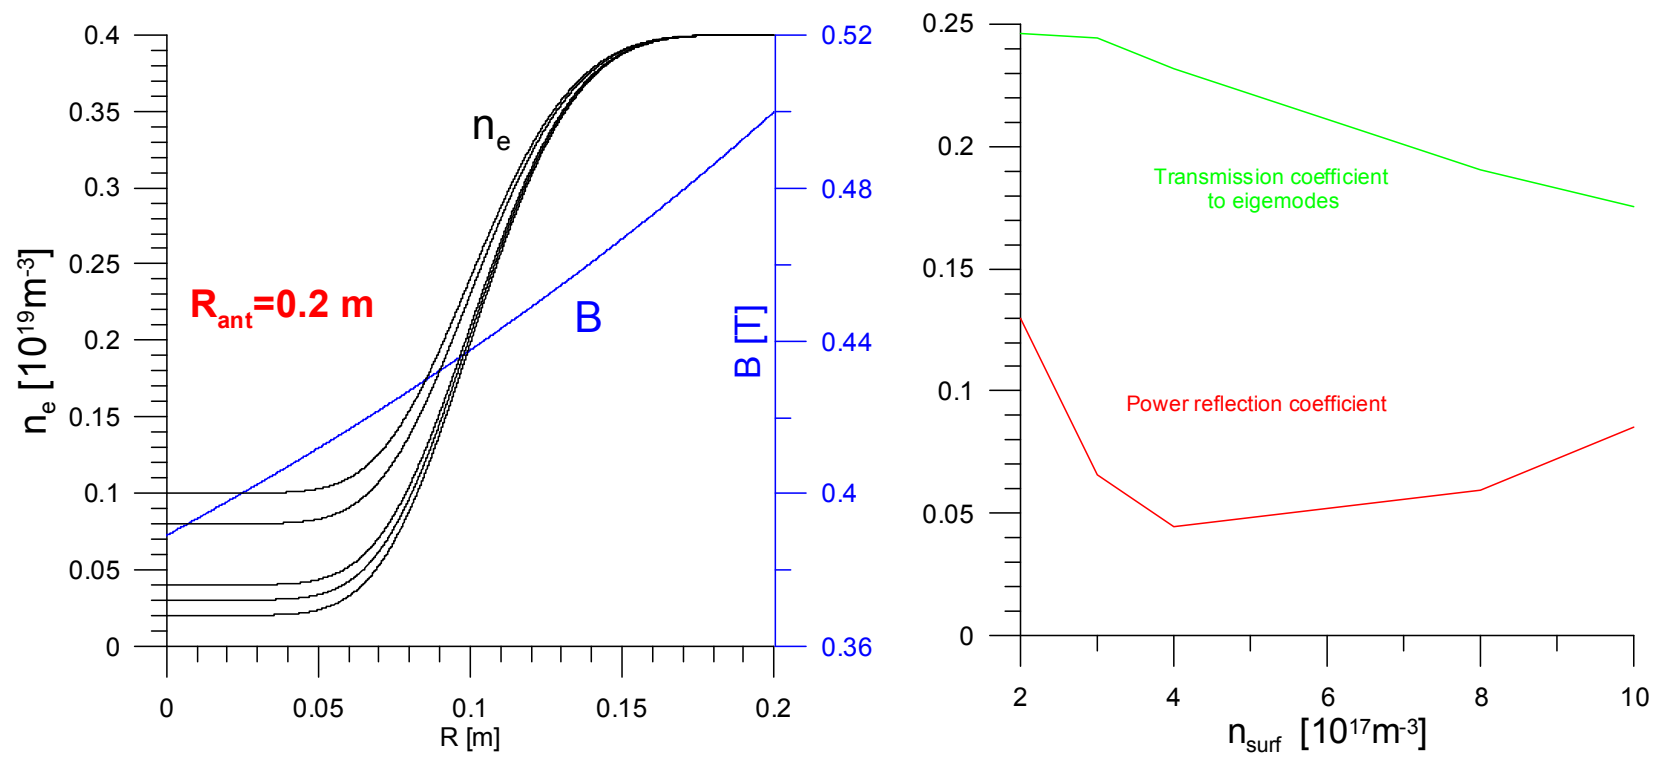 0.4
0.35
0.3
0.25
0.2
0.15
0.1
0.05
0
n_e [10^19 m^-3]
n_e
R_ant=0.2 m
B
B [T]
0.52
0.48
0.44
0.4
0.36
0 0.05 0.1 0.15 0.2
R [m]
0.25
0.2
0.15
0.1
0.05
0
Transmission coefficient
to eigemodes
Power reflection coefficient
2 4 6 8 10
n_surf [10^17 m^-3]